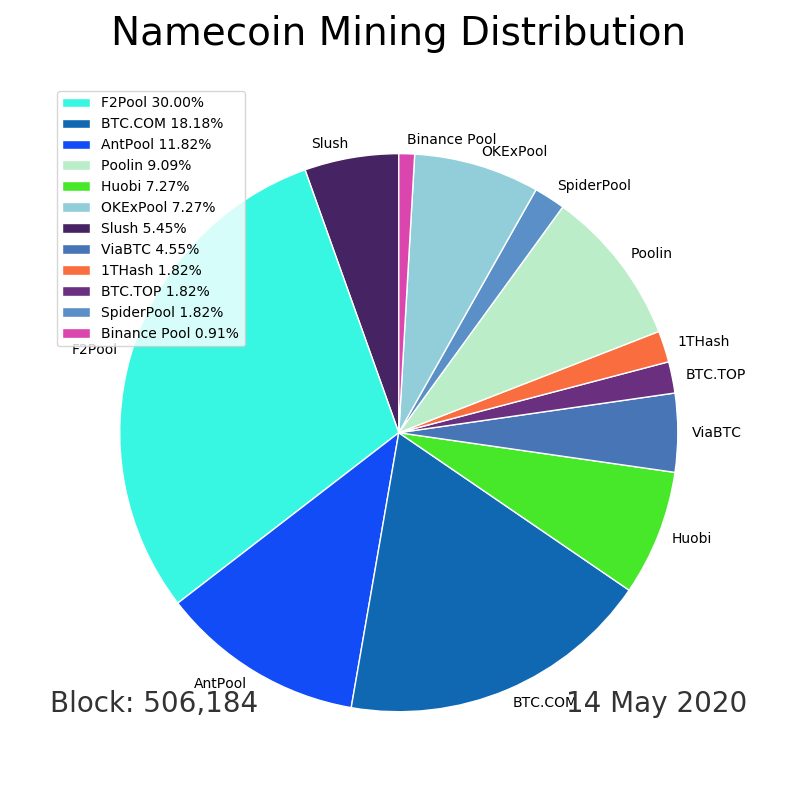 Namecoin Mining Distribution
F2Pool 30.00%
BTC.COM 18.18%
AntPool 11.82%
Poolin 9.09%
Huobi 7.27%
OKExPool 7.27%
Slush 5.45%
ViaBTC 4.55%
1THash 1.82%
BTC.TOP 1.82%
SpiderPool 1.82%
Binance Pool 0.91%
Slush
Binance Pool
OKExPool
SpiderPool
Poolin
1THash
BTC.TOP
ViaBTC
Huobi
BTC.COM
AntPool
F2Pool
Block: 506,184
14 May 2020